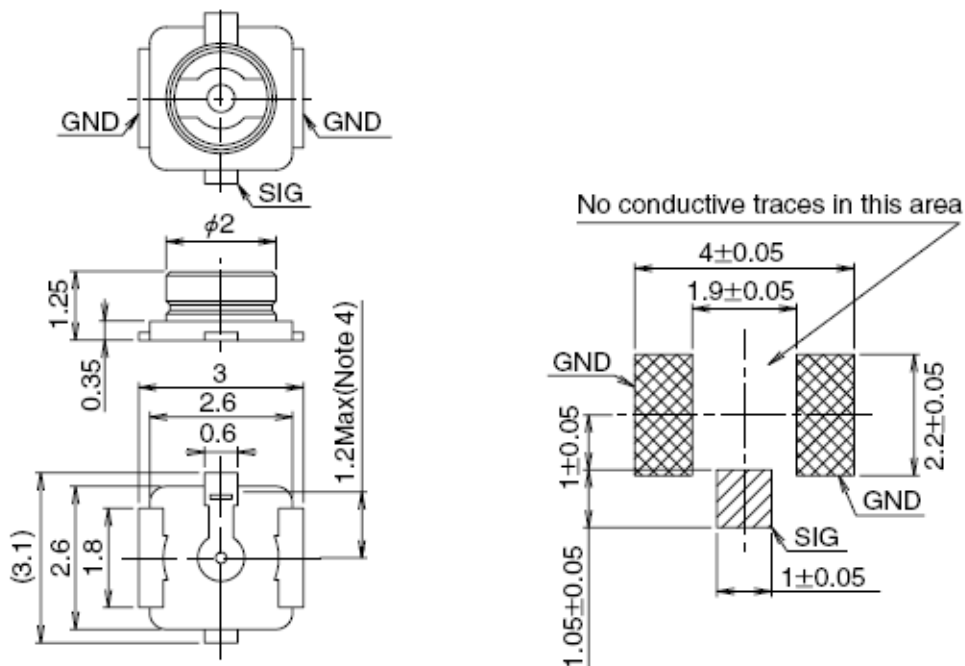 GND
GND
SIG
ϕ2
1.25
0.35
3
2.6
0.6
1.2Max(Note 4)
(3.1)
2.6
1.8
No conductive traces in this area
4±0.05
1.9±0.05
GND
1±0.05
2.2±0.05
GND
SIG
1.05±0.05
1±0.05